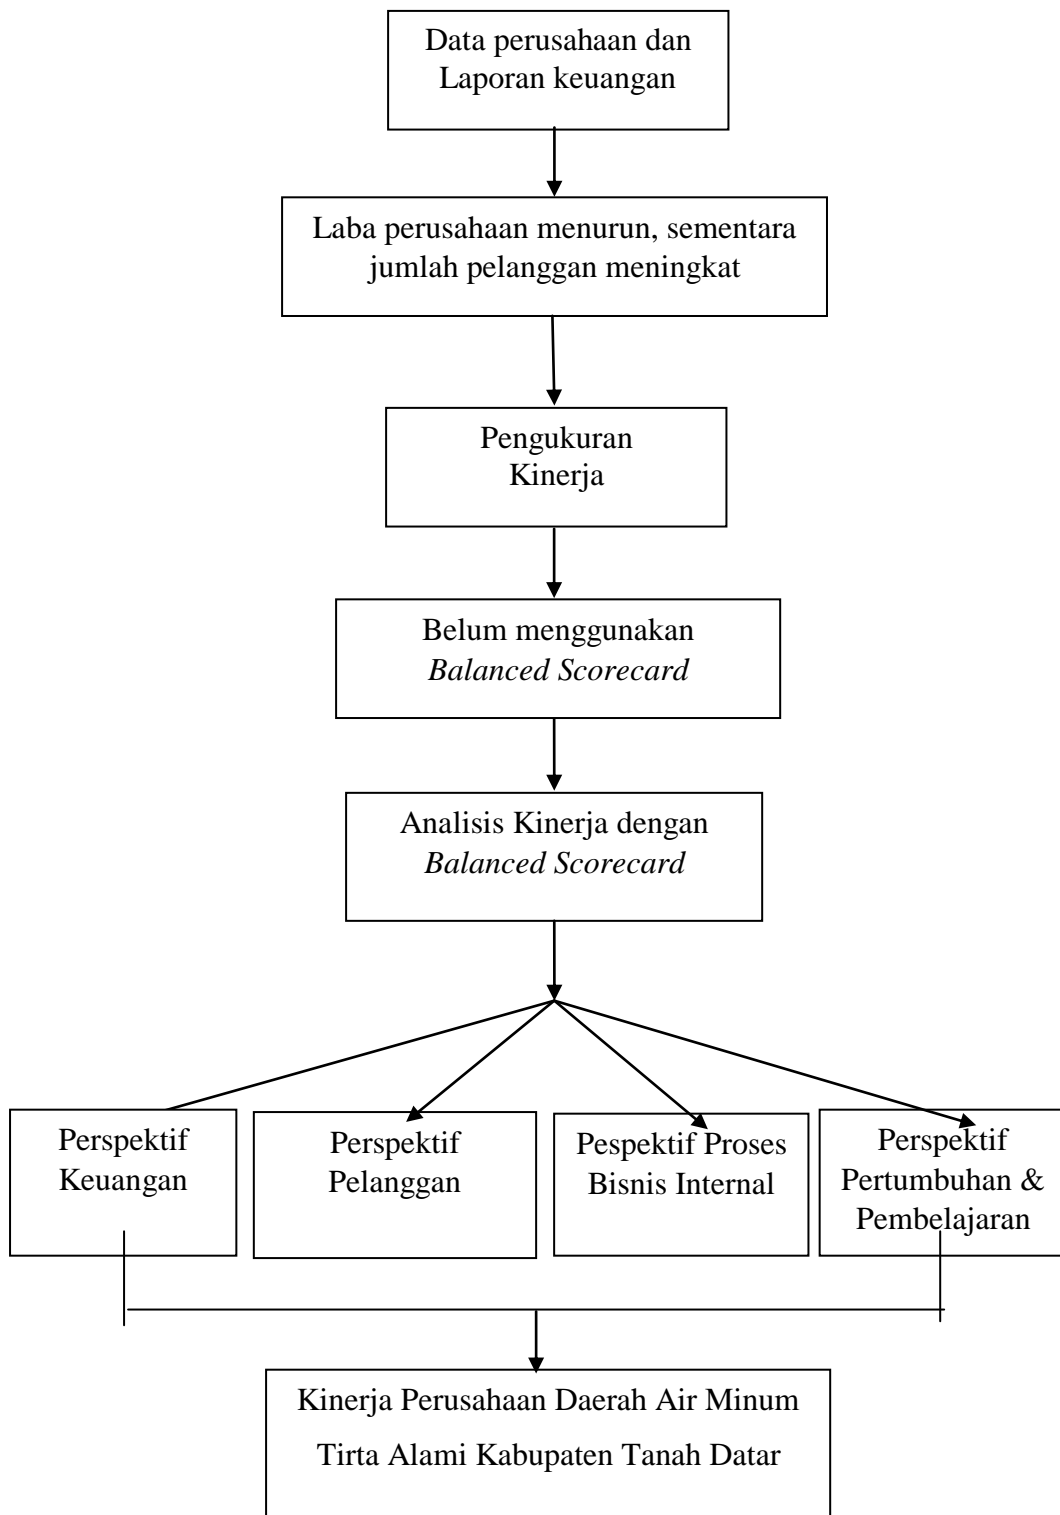 Data perusahaan dan
Laporan keuangan
Laba perusahaan menurun, sementara
jumlah pelanggan meningkat
Pengukuran
Kinerja
Belum menggunakan
Balanced Scorecard
Analisis Kinerja dengan
Balanced Scorecard
Perspektif
Keuangan
Perspektif
Pelanggan
Pespektif Proses
Bisnis Internal
Perspektif
Pertumbuhan &
Pembelajaran
Kinerja Perusahaan Daerah Air Minum
Tirta Alami Kabupaten Tanah Datar